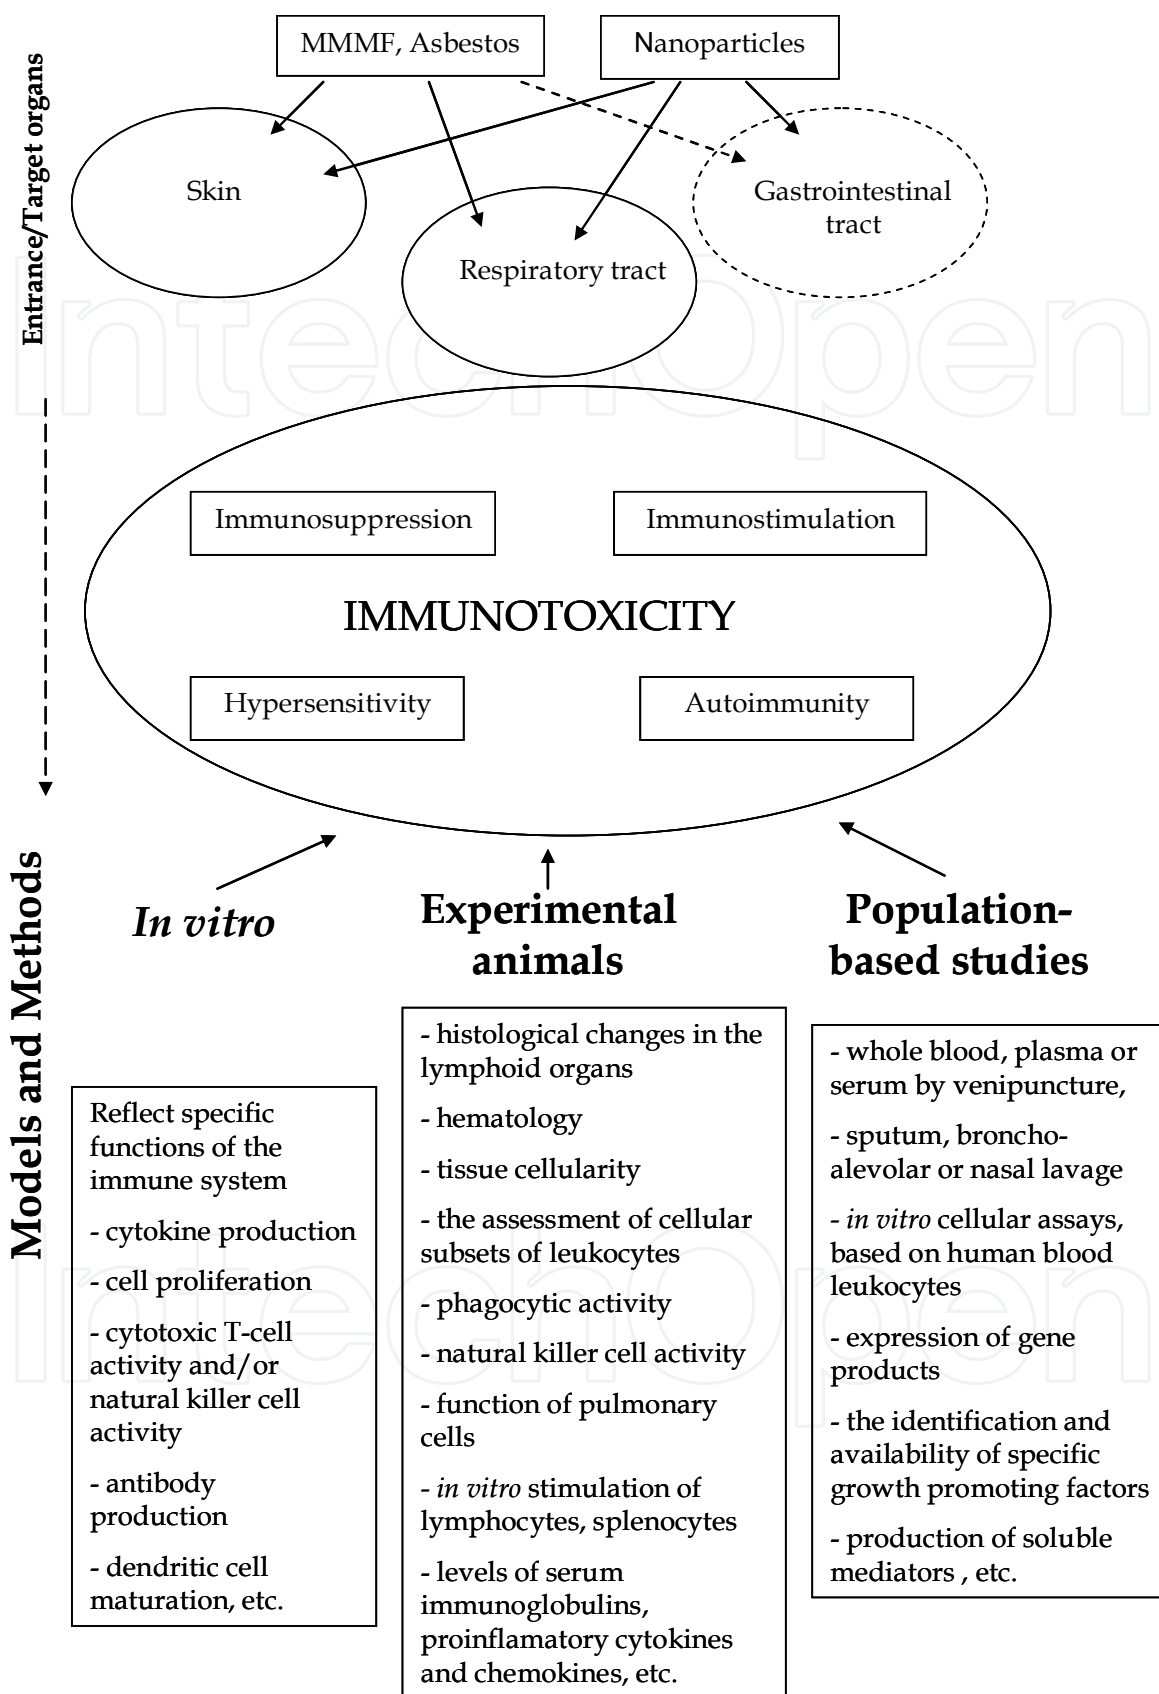 MMMF, Asbestos
Nanoparticles
Entrance/Target organs
Skin
Gastrointestinal
tract
Respiratory tract
IntechOpen
Immunosuppression
Immunostimulation
IMMUNOTOXICITY
Hypersensitivity
Autoimmunity
Models and Methods
In vitro
Experimental
animals
Population-
based studies
Reflect specific
functions of the
immune system
- cytokine production
- cell proliferation
- cytotoxic T-cell
activity and/or
natural killer cell
activity
- antibody
production
- dendritic cell
maturation, etc.
- histological changes in the
lymphoid organs
- hematology
- tissue cellularity
- the assessment of cellular
subsets of leukocytes
- phagocytic activity
- natural killer cell activity
- function of pulmonary
cells
- in vitro stimulation of
lymphocytes, splenocytes
- levels of serum
immunoglobulins,
proinflamatory cytokines
and chemokines, etc.
- whole blood, plasma or
serum by venipuncture,
- sputum, broncho-
alevolar or nasal lavage
- in vitro cellular assays,
based on human blood
leukocytes
- expression of gene
products
- the identification and
availability of specific
growth promoting factors
- production of soluble
mediators , etc.
IntechOpen